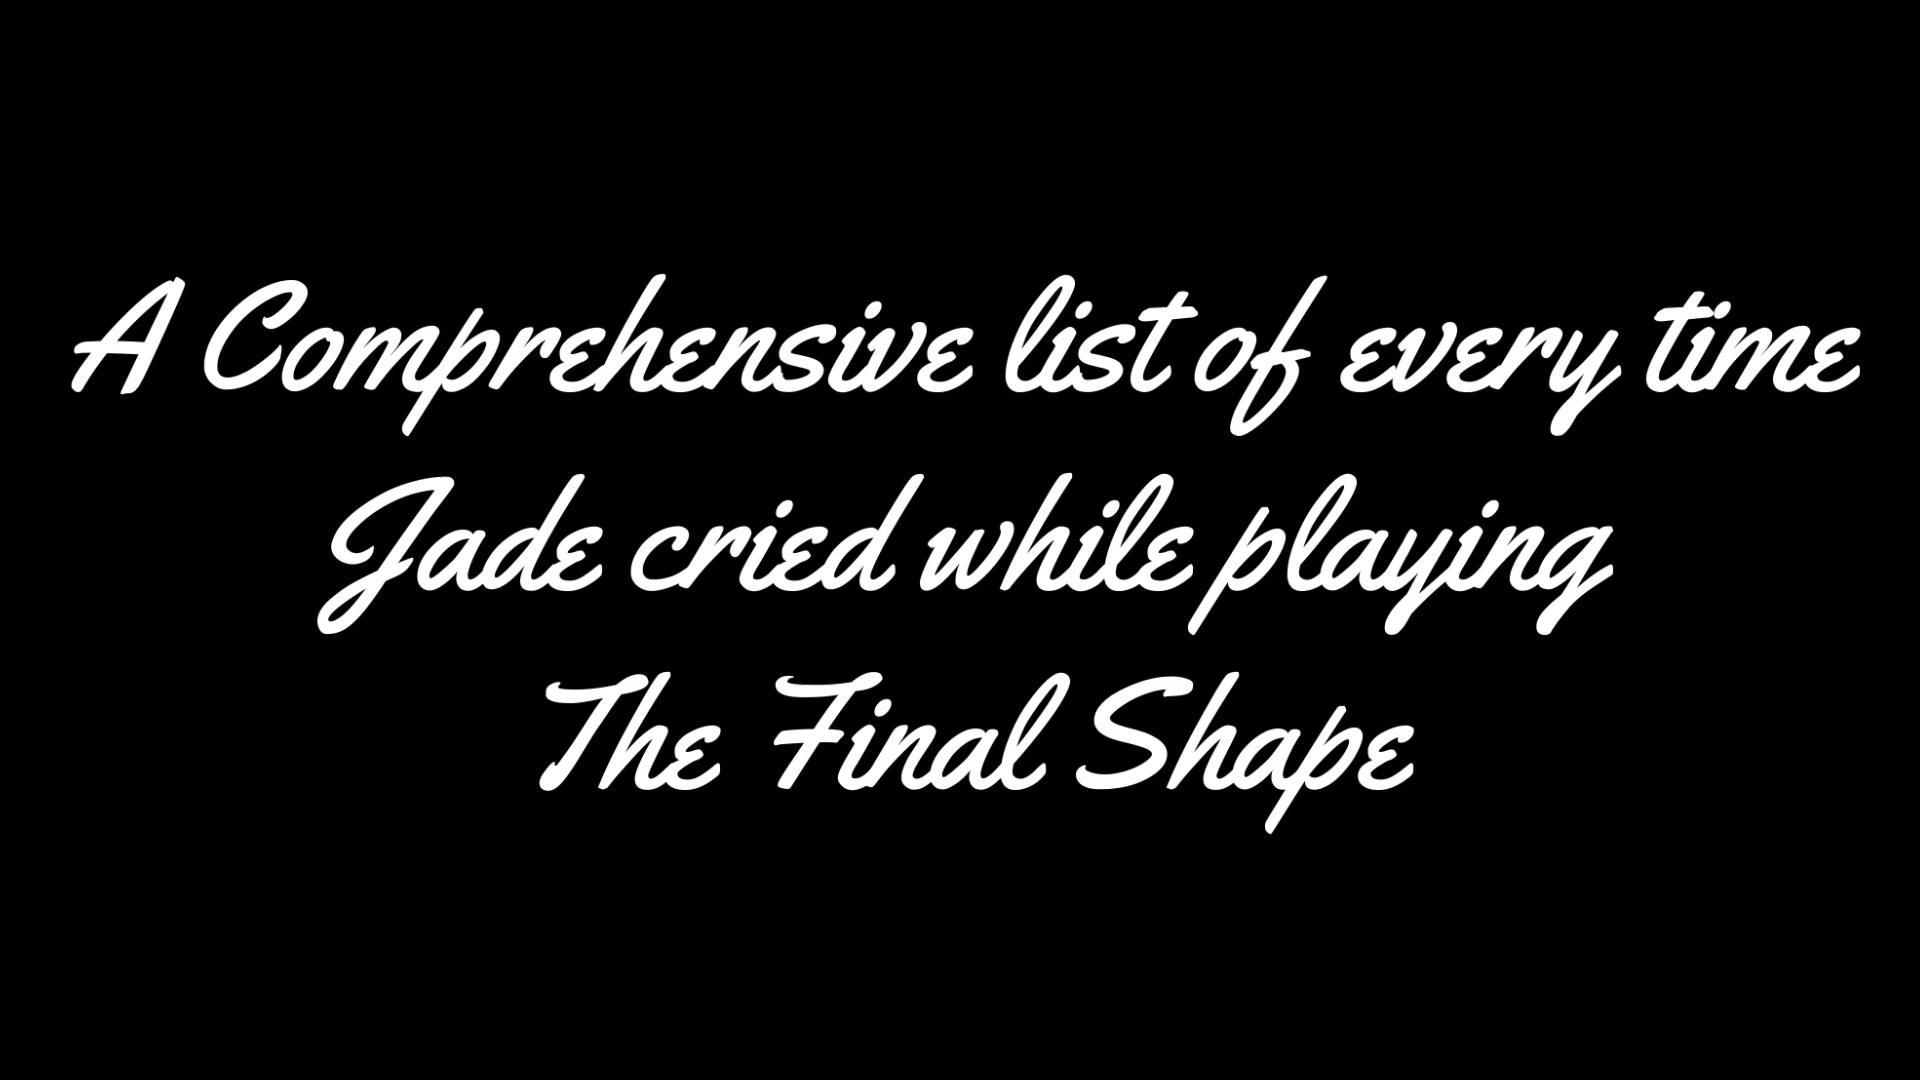 A Comprehensive list of every time
Jade cried while playing
The Final Shape